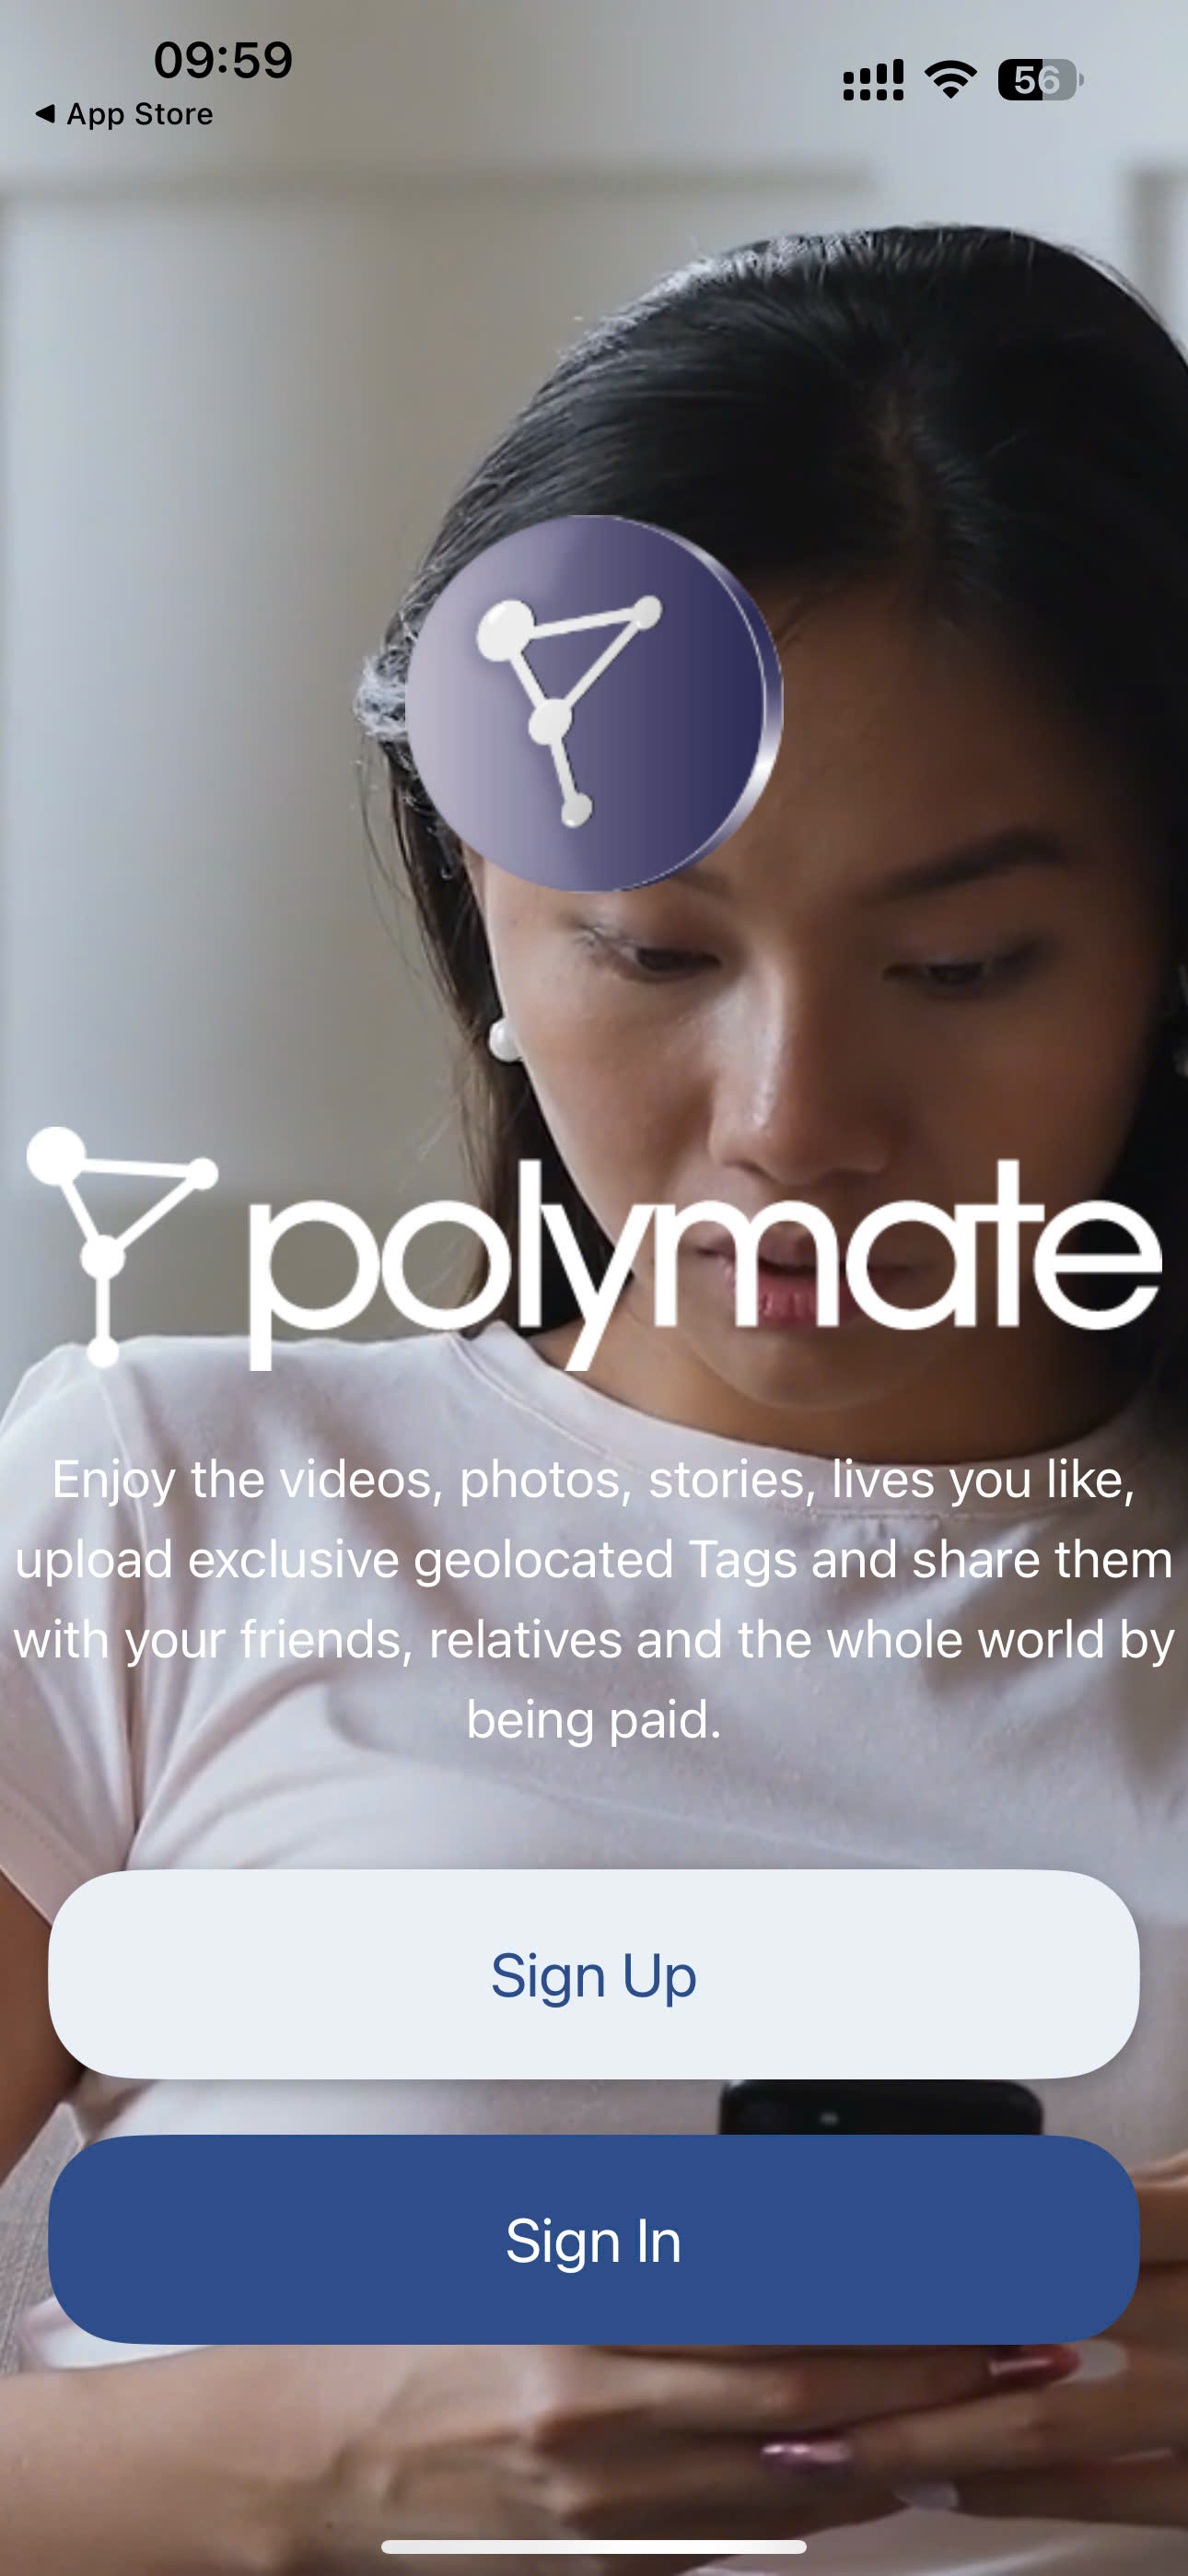 09:59
56
◀ App Store
polymate
Enjoy the videos, photos, stories, lives you like,
upload exclusive geolocated Tags and share them
with your friends, relatives and the whole world by
being paid.
Sign Up
Sign In